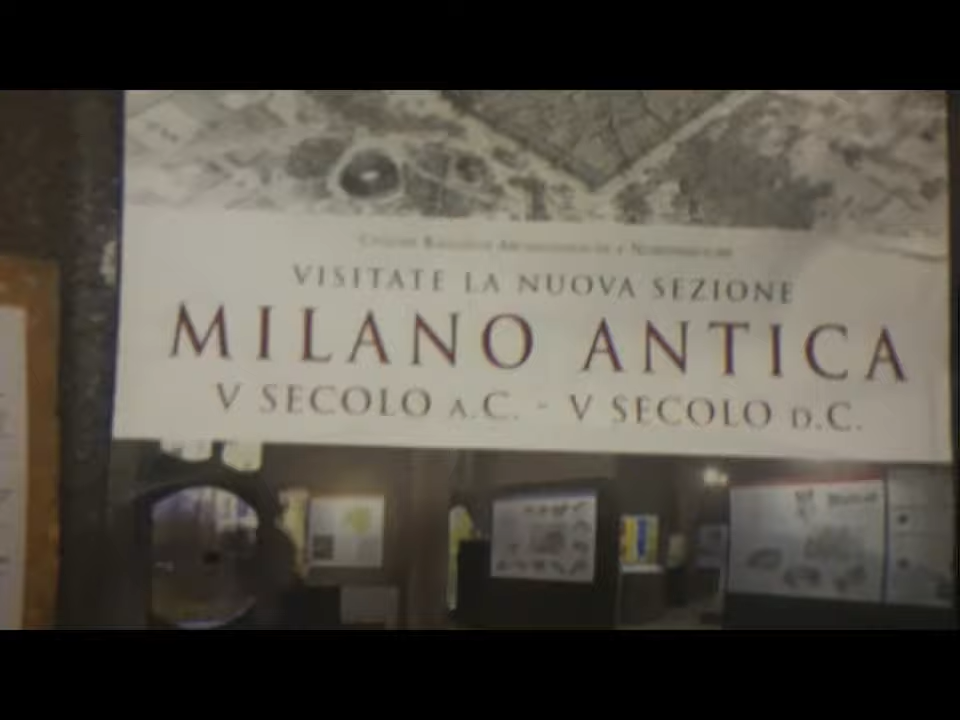 VISITATE LA NUOVA SEZIONE
MILANO ANTICA
V SECOLO A.C. - V SECOLO D.C.